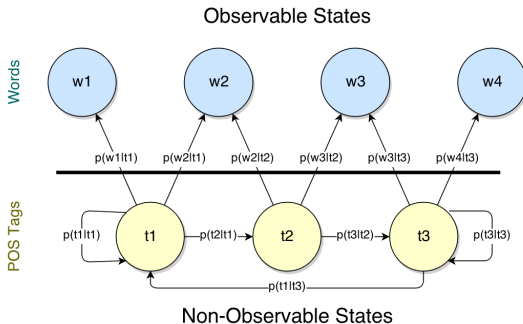 Observable States
Words
w1
w2
w3
w4
p(w1|t1)
p(w2|t1)
p(w2|t2)
p(w3|t2)
p(w3|t3)
p(w4|t3)
POS Tags
p(t1|t1)
t1
p(t2|t1)
t2
p(t3|t2)
t3
p(t3|t3)
p(t1|t3)
Non-Observable States